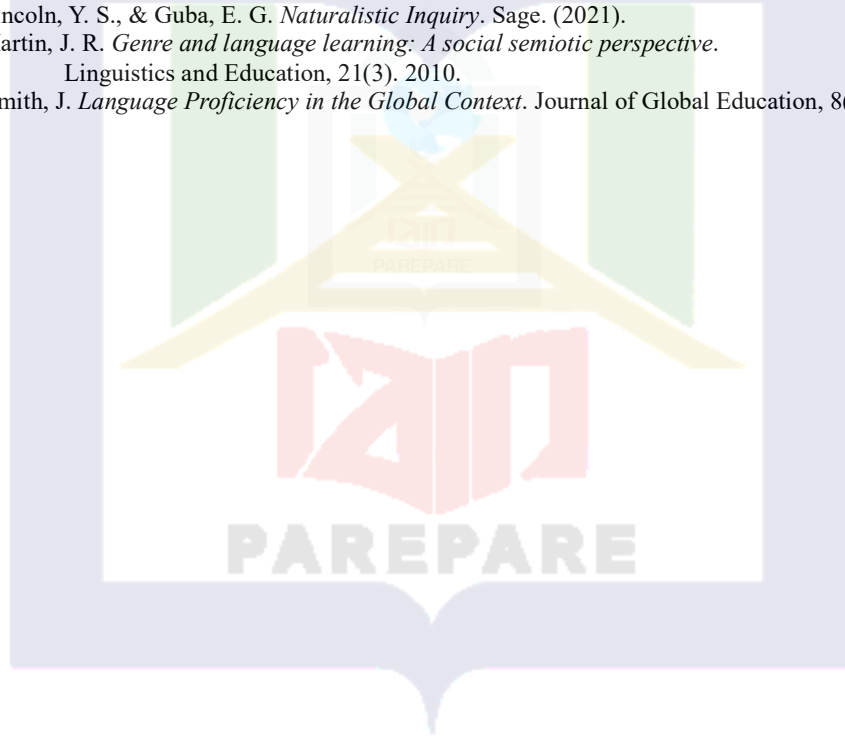 incoln, Y. S., & Guba, E. G. Naturalistic Inquiry. Sage. (2021).
artin, J. R. Genre and language learning: A social semiotic perspective.
Linguistics and Education, 21(3). 2010.
mith, J. Language Proficiency in the Global Context. Journal of Global Education, 8(
PAREPARE
PAREPARE